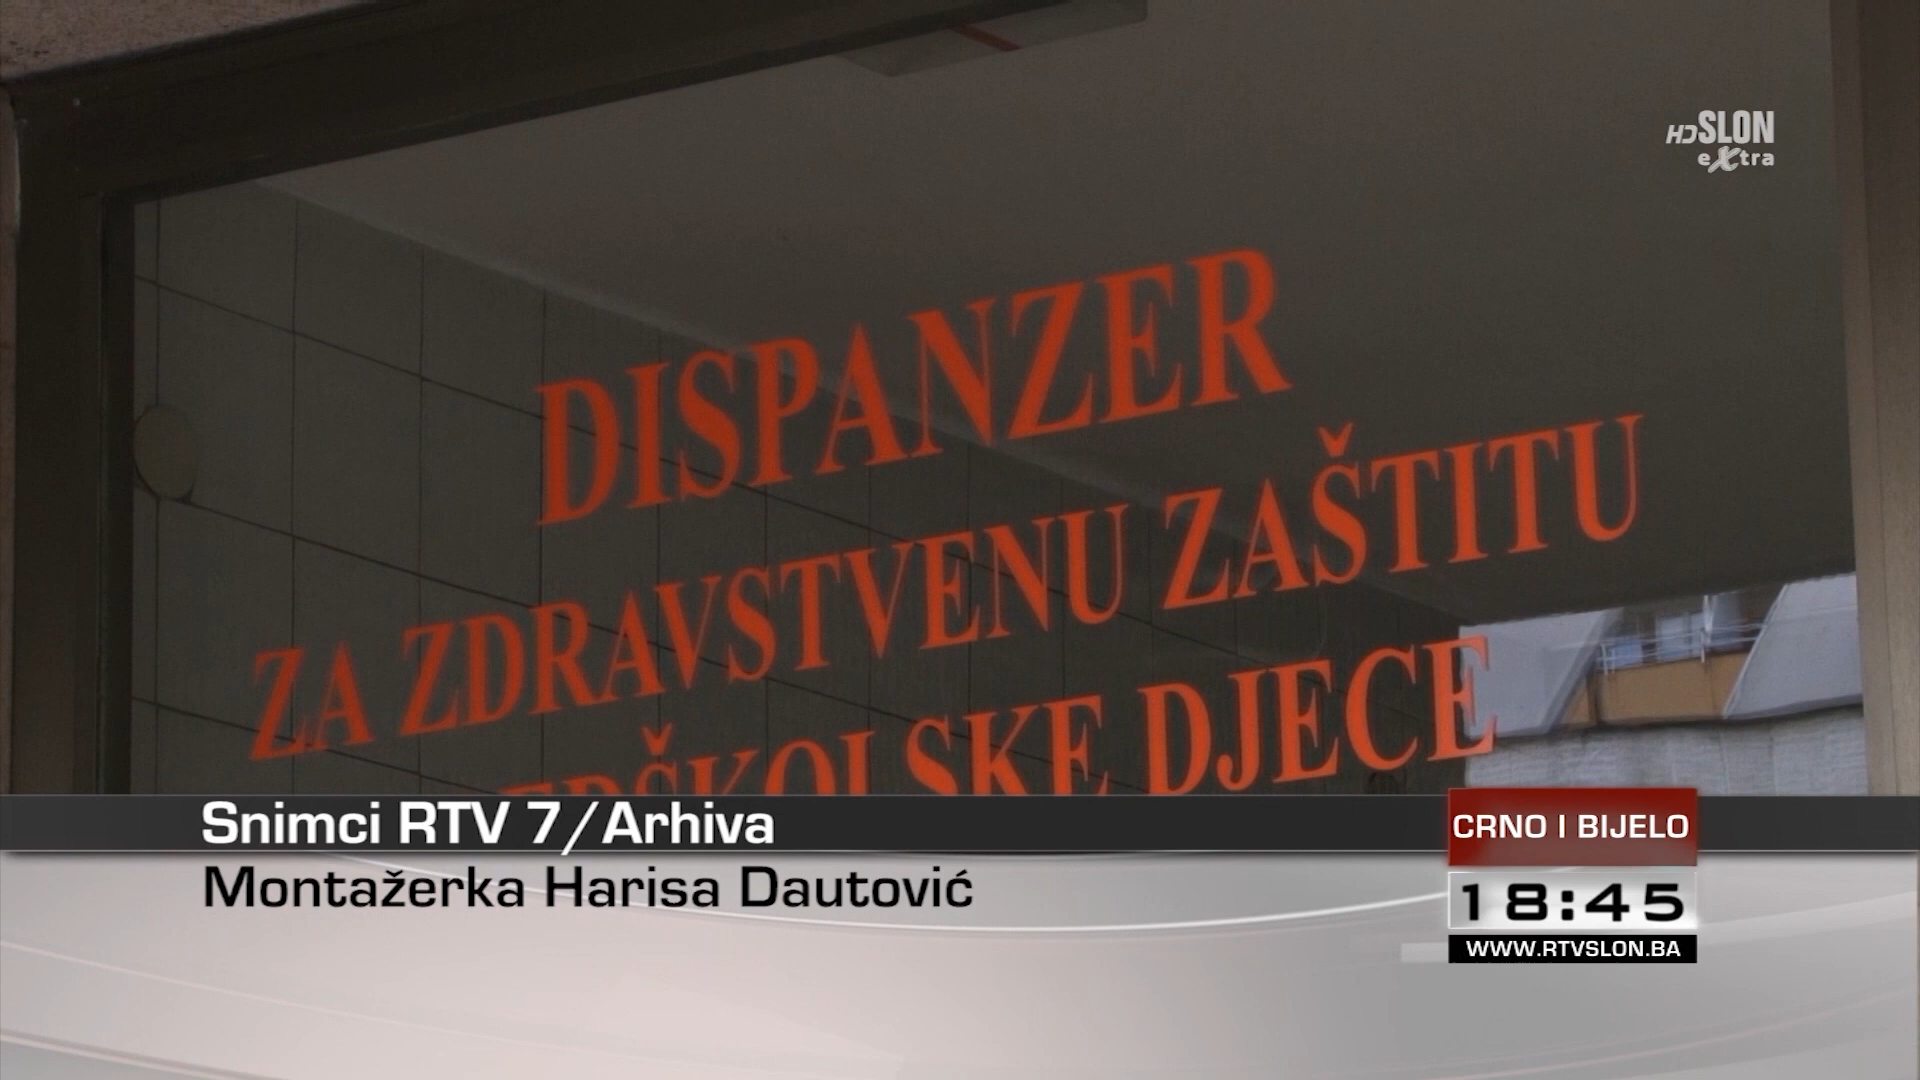 HD SLON
eXtra
DISPANZER
ZA ZDRAVSTVENU ZAŠTITU
DJECE
Snimci RTV 7/Arhiva
Montažerka Harisa Dautović
CRNO I BIJELO
18:45
WWW.RTVSLON.BA